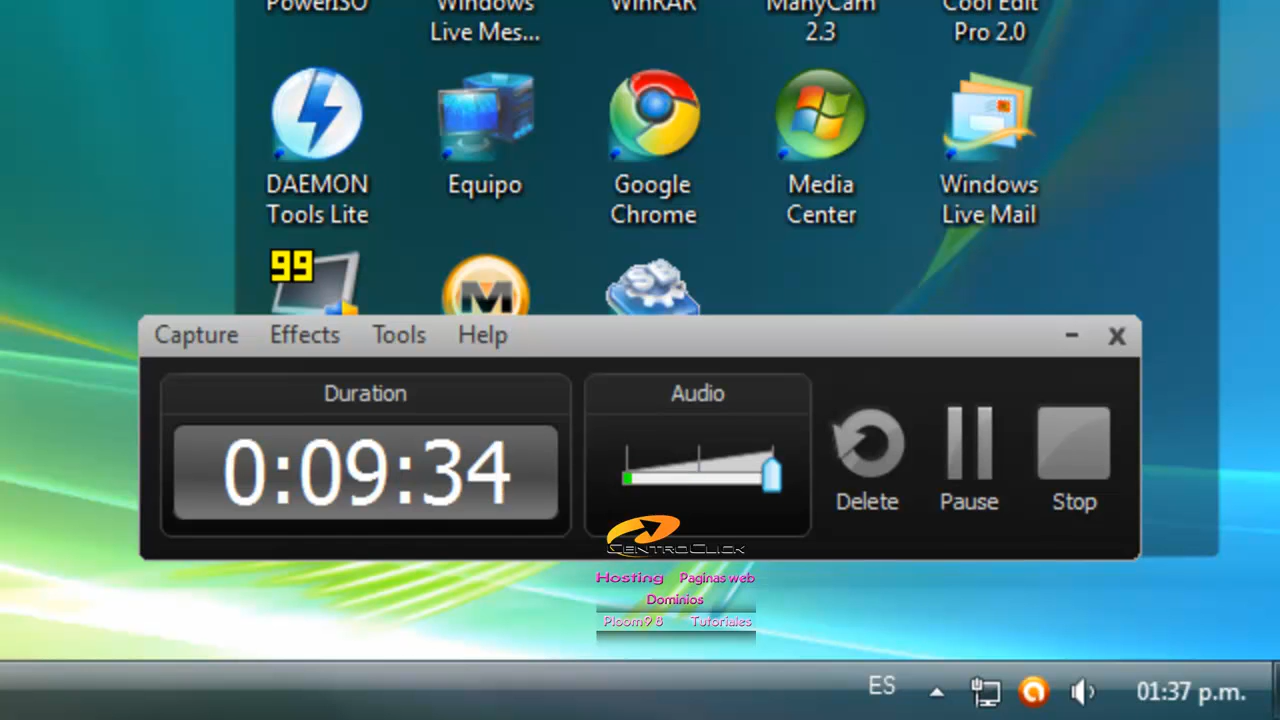 PowerISO
Windows
Live Mes...
WinRAR
ManyCam
2.3
Cool Edit
Pro 2.0
DAEMON
Tools Lite
Equipo
Google
Chrome
Media
Center
Windows
Live Mail
99
M
Capture Effects Tools Help
Duration
Audio
0:09:34
Delete
Pause
Stop
CentroClick
Hosting Paginas web
Dominios
Ploom98 Tutoriales
ES
01:37 p.m.